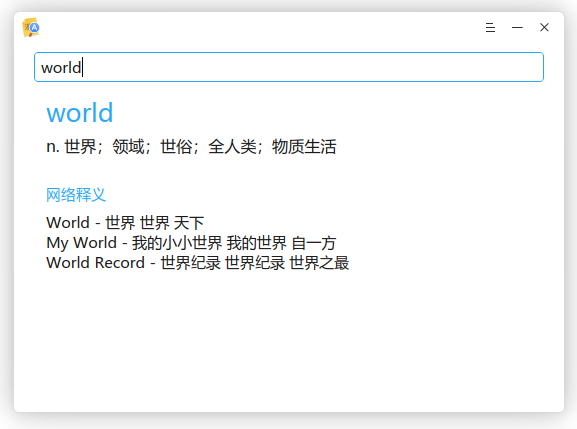 world
world
n. 世界；领域；世俗；全人类；物质生活
网络释义
World - 世界 世界 天下
My World - 我的小小世界 我的世界 自一方
World Record - 世界纪录 世界纪录 世界之最